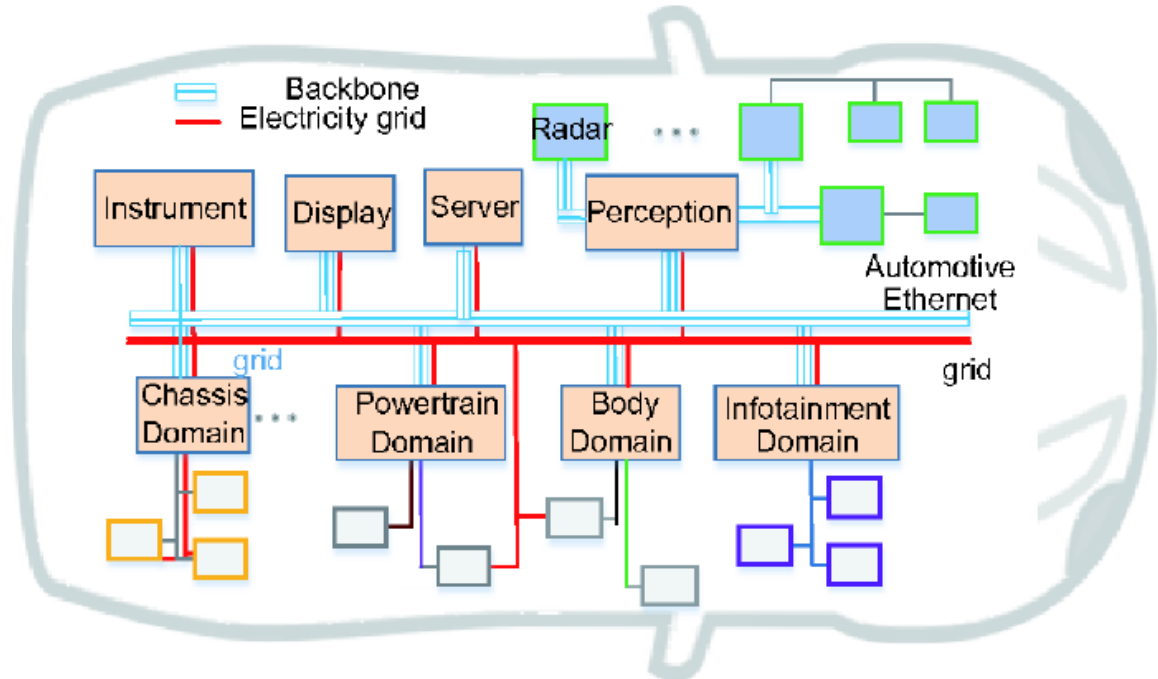 Backbone
Electricity grid
Radar
Instrument
Display
Server
Perception
Automotive
Ethernet
grid
grid
Chassis
Domain
Powertrain
Domain
Body
Domain
Infotainment
Domain